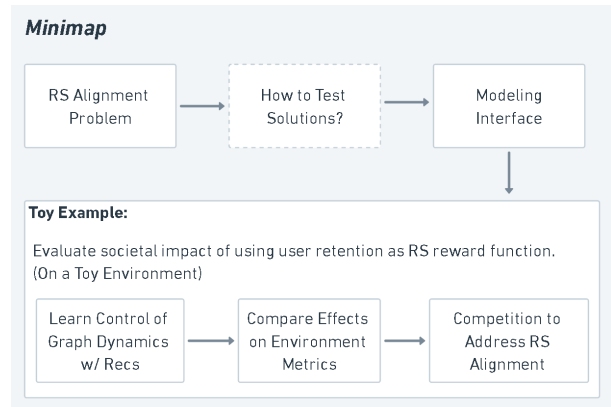 Minimap
RS Alignment
Problem
How to Test
Solutions?
Modeling
Interface
Toy Example:
Evaluate societal impact of using user retention as RS reward function.
(On a Toy Environment)
Learn Control of
Graph Dynamics
w/ Recs
Compare Effects
on Environment
Metrics
Competition to
Address RS
Alignment